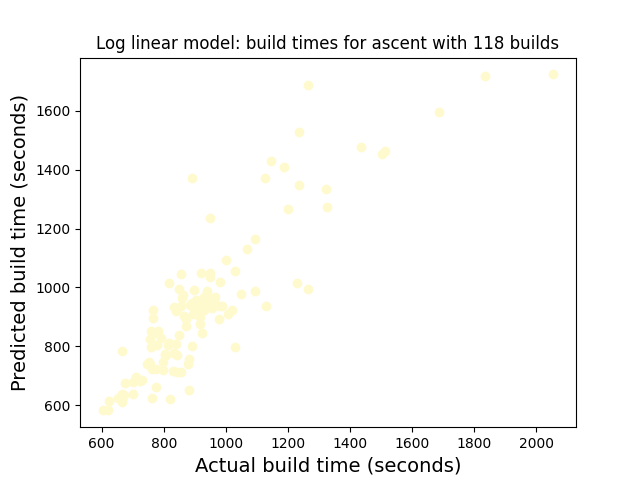 Log linear model: build times for ascent with 118 builds
Predicted build time (seconds)
1600
1400
1200
1000
800
600
600 800 1000 1200 1400 1600 1800 2000
Actual build time (seconds)